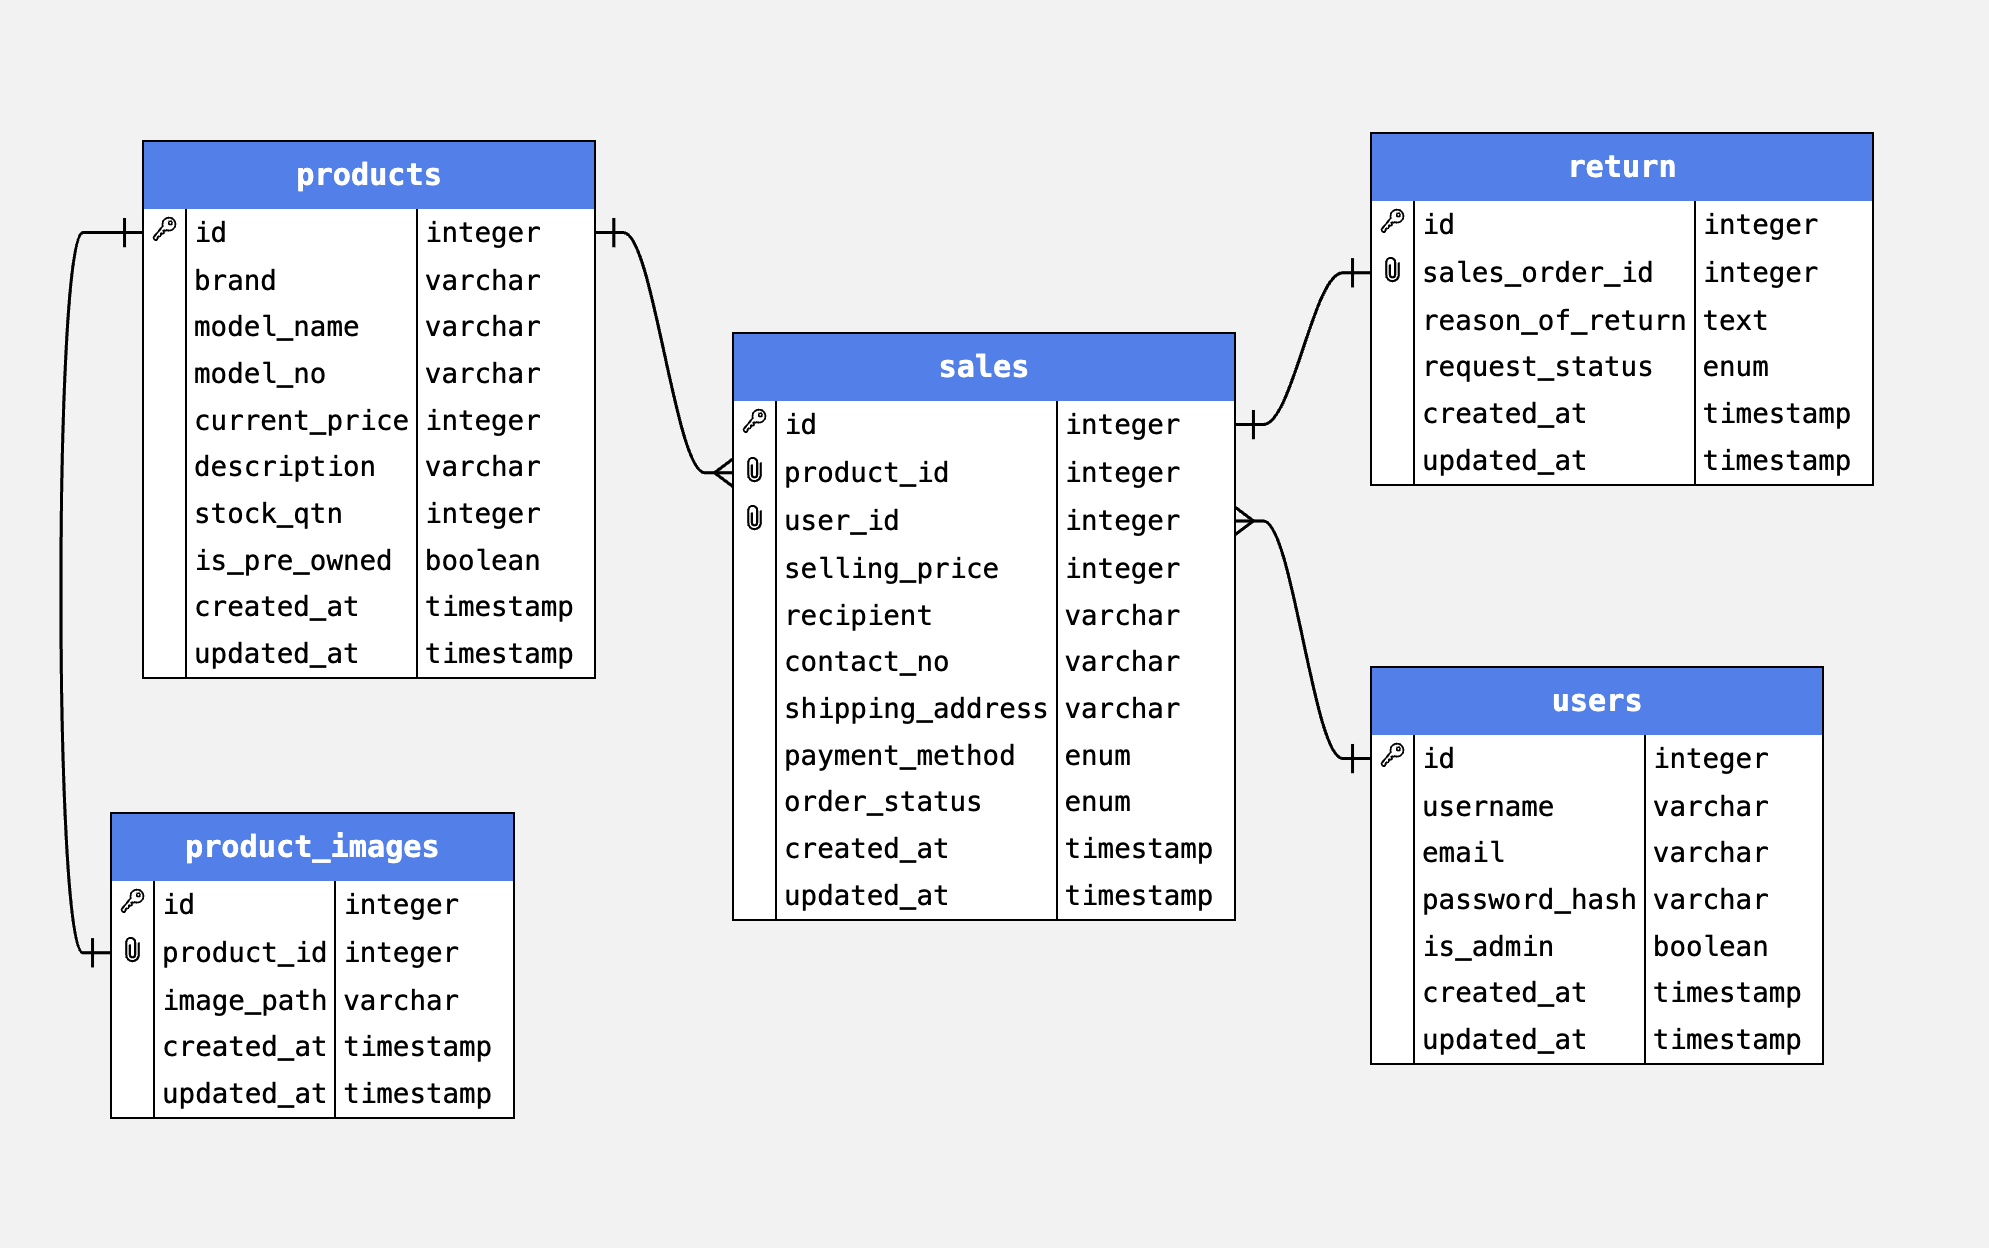 products
id integer
brand varchar
model_name varchar
model_no varchar
current_price integer
description varchar
stock_qtn integer
is_pre_owned boolean
created_at timestamp
updated_at timestamp
product_images
id integer
product_id integer
image_path varchar
created_at timestamp
updated_at timestamp
sales
id integer
product_id integer
user_id integer
selling_price integer
recipient varchar
contact_no varchar
shipping_address varchar
payment_method enum
order_status enum
created_at timestamp
updated_at timestamp
return
id integer
sales_order_id integer
reason_of_return text
request_status enum
created_at timestamp
updated_at timestamp
users
id integer
username varchar
email varchar
password_hash varchar
is_admin boolean
created_at timestamp
updated_at timestamp